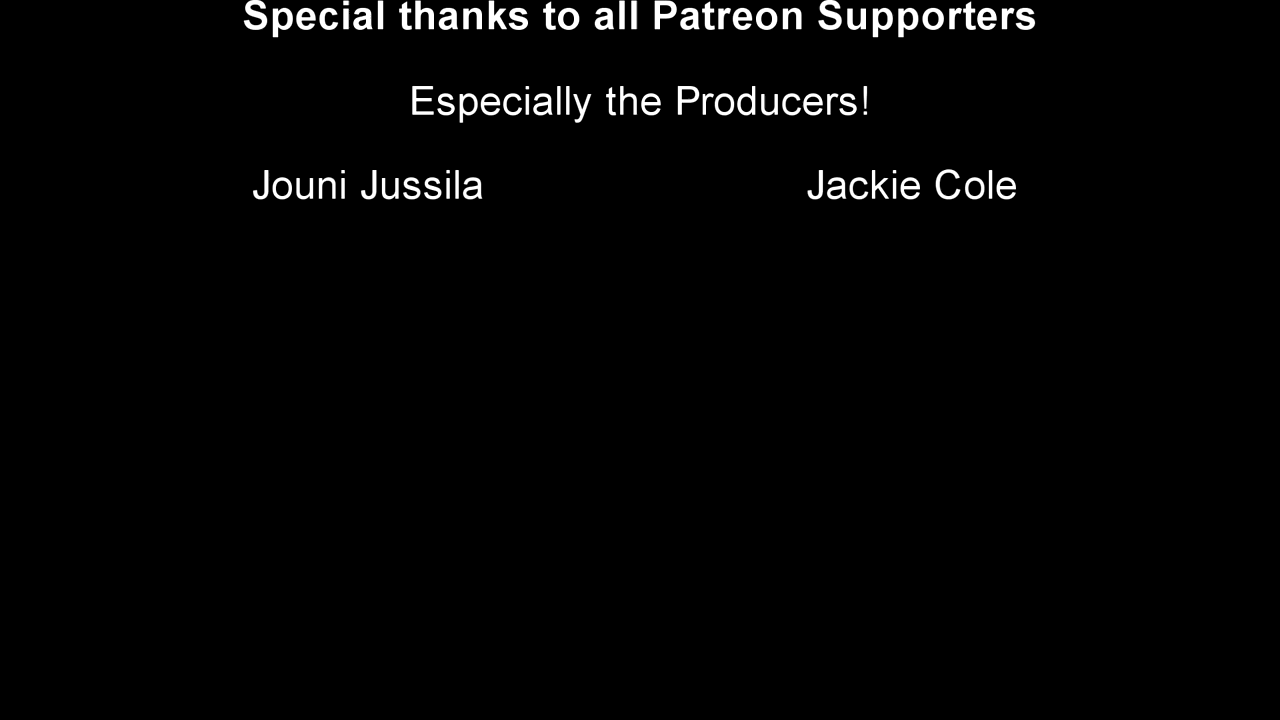 Special thanks to all Patreon Supporters
Especially the Producers!
Jouni Jussila Jackie Cole